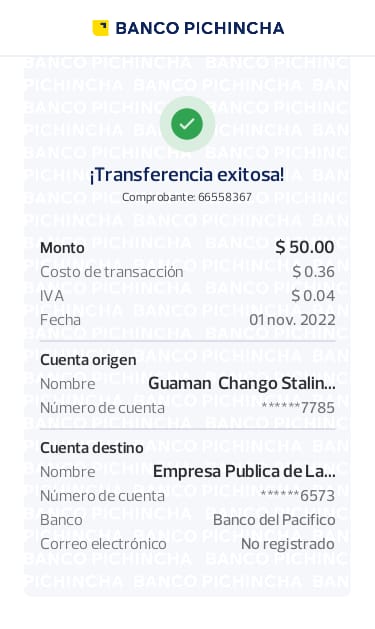 BANCO PICHINCHA
¡Transferencia exitosa!
Comprobante: 66558367
Monto $ 50.00
Costo de transacción $ 0.36
IVA $ 0.04
Fecha 01 nov. 2022
Cuenta origen
Nombre Guaman Chango Stalin...
Número de cuenta ******7785
Cuenta destino
Nombre Empresa Publica de La...
Número de cuenta ******6573
Banco Banco del Pacifico
Correo electrónico No registrado